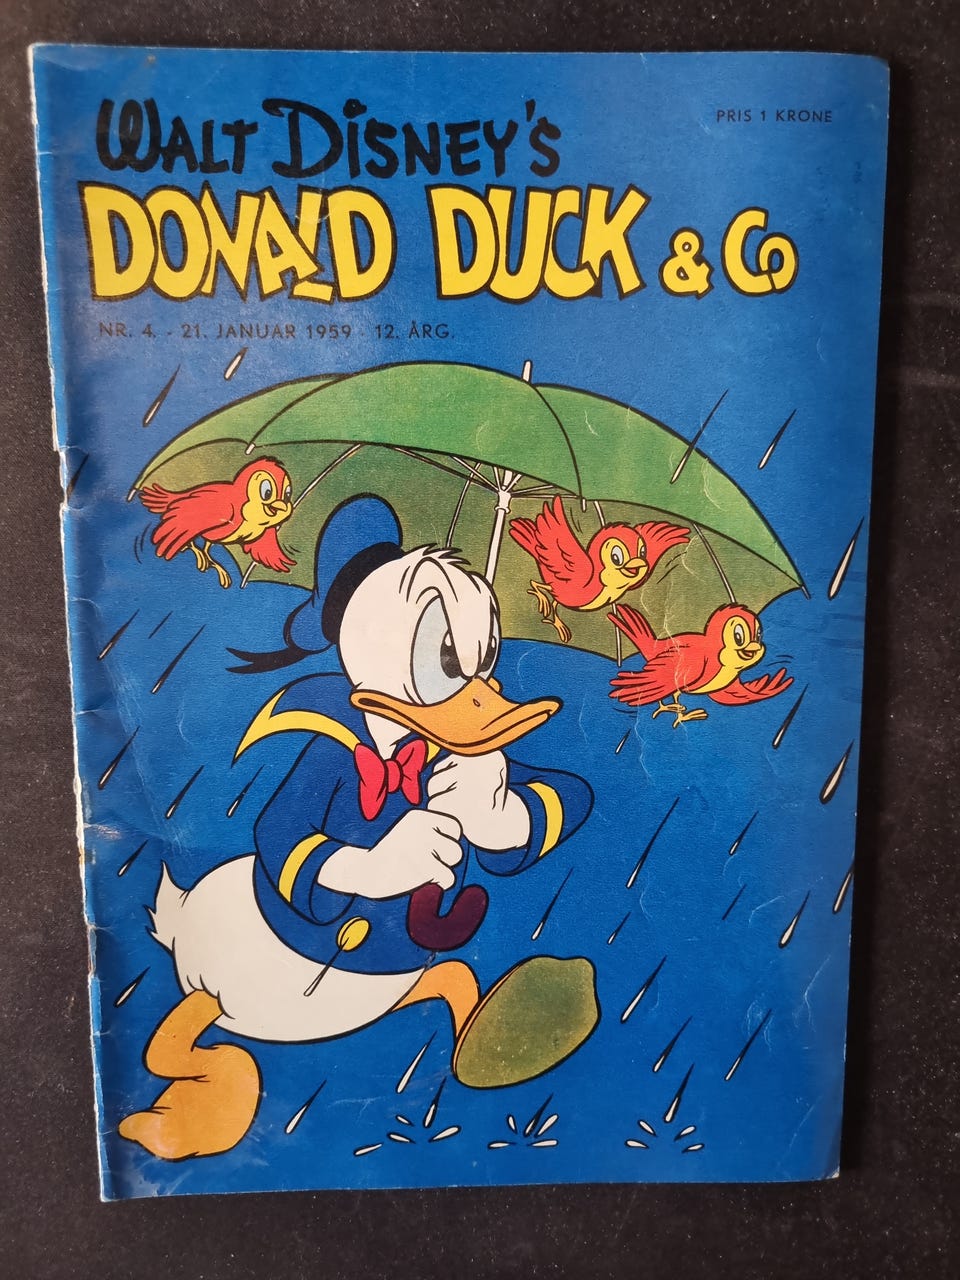 WALT DISNEY'S
PRIS 1 KRONE
DONALD DUCK & Co
NR. 4. - 21. JANUAR 1959 - 12. ÅRG.